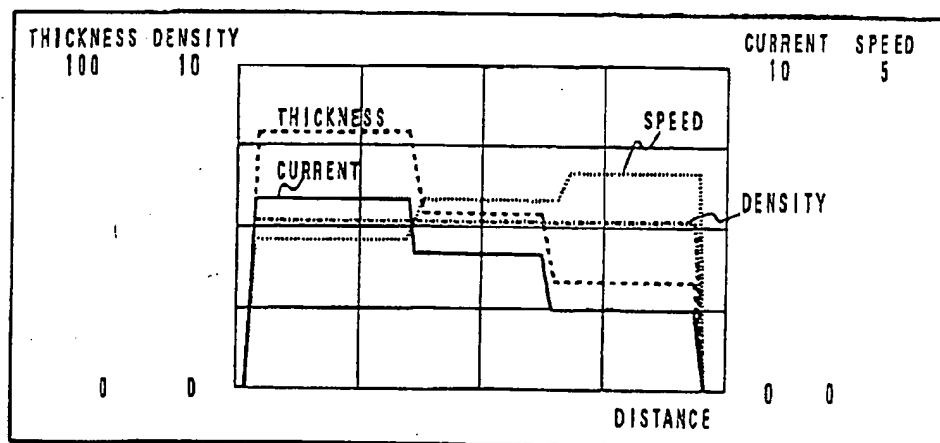 THICKNESS DENSITY
100 10
CURRENT SPEED
10 5
THICKNESS
SPEED
CURRENT
DENSITY
0 0
0 0
DISTANCE